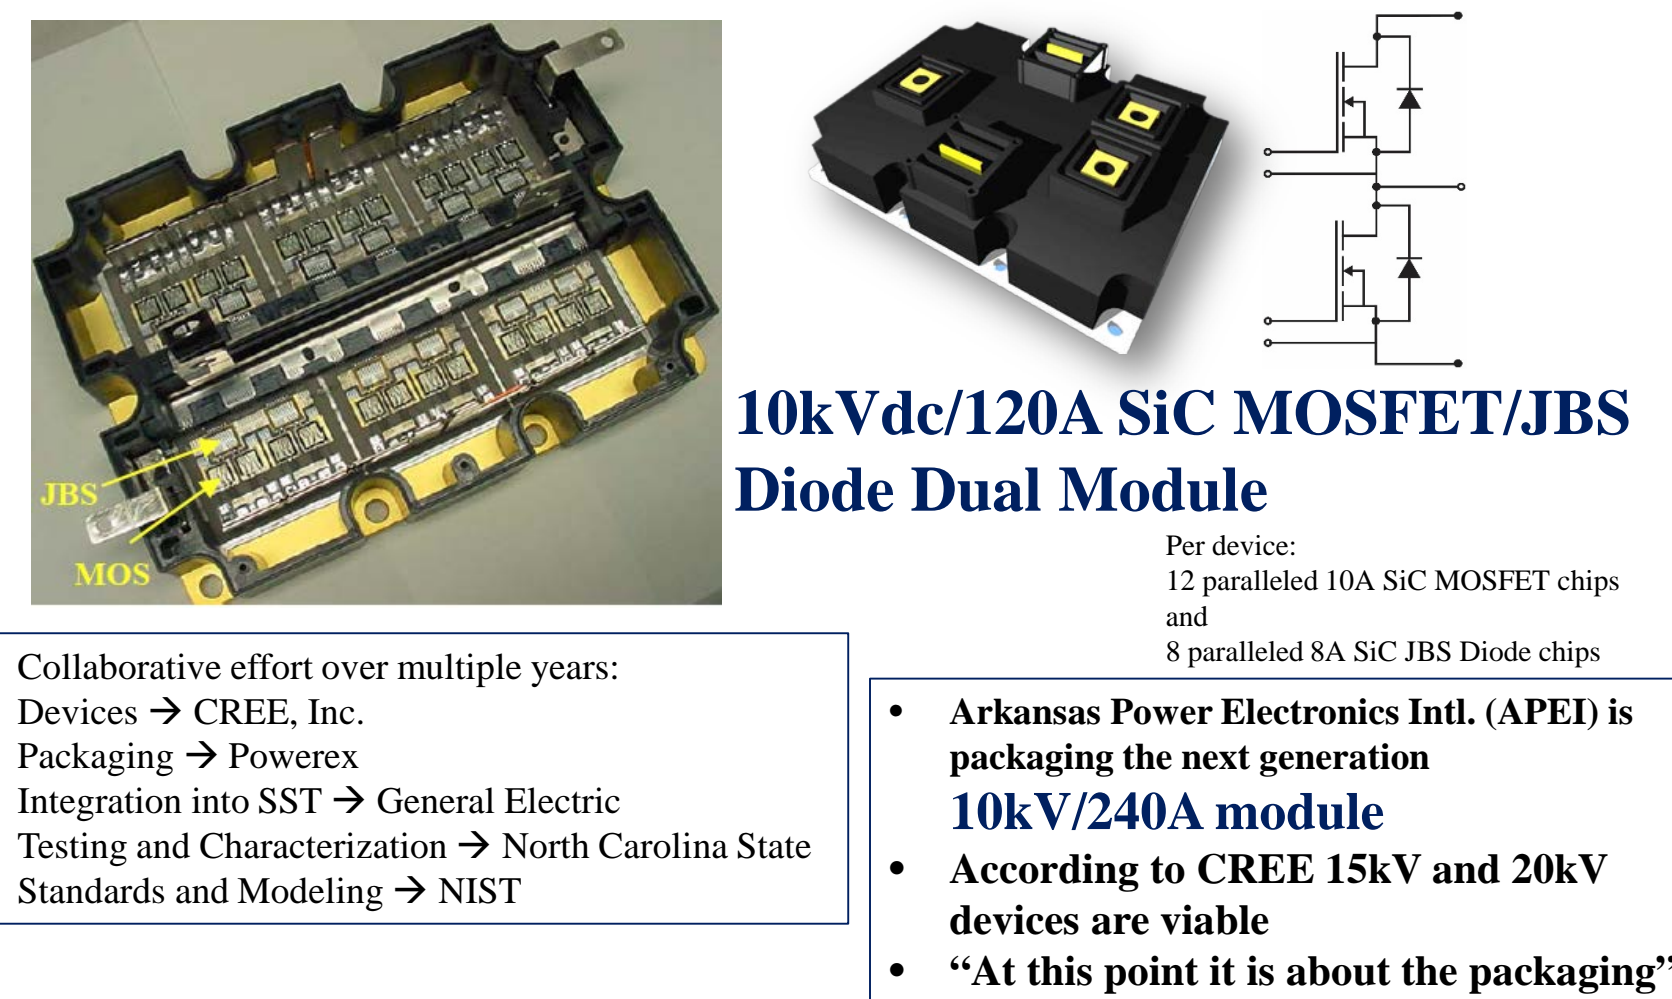 JBS
MOS
10kVdc/120A SiC MOSFET/JBS
Diode Dual Module
Per device:
12 paralleled 10A SiC MOSFET chips
and
8 paralleled 8A SiC JBS Diode chips
Collaborative effort over multiple years:
Devices → CREE, Inc.
Packaging → Powerex
Integration into SST → General Electric
Testing and Characterization → North Carolina State
Standards and Modeling → NIST
• Arkansas Power Electronics Intl. (APEI) is
packaging the next generation
10kV/240A module
• According to CREE 15kV and 20kV
devices are viable
• “At this point it is about the packaging”